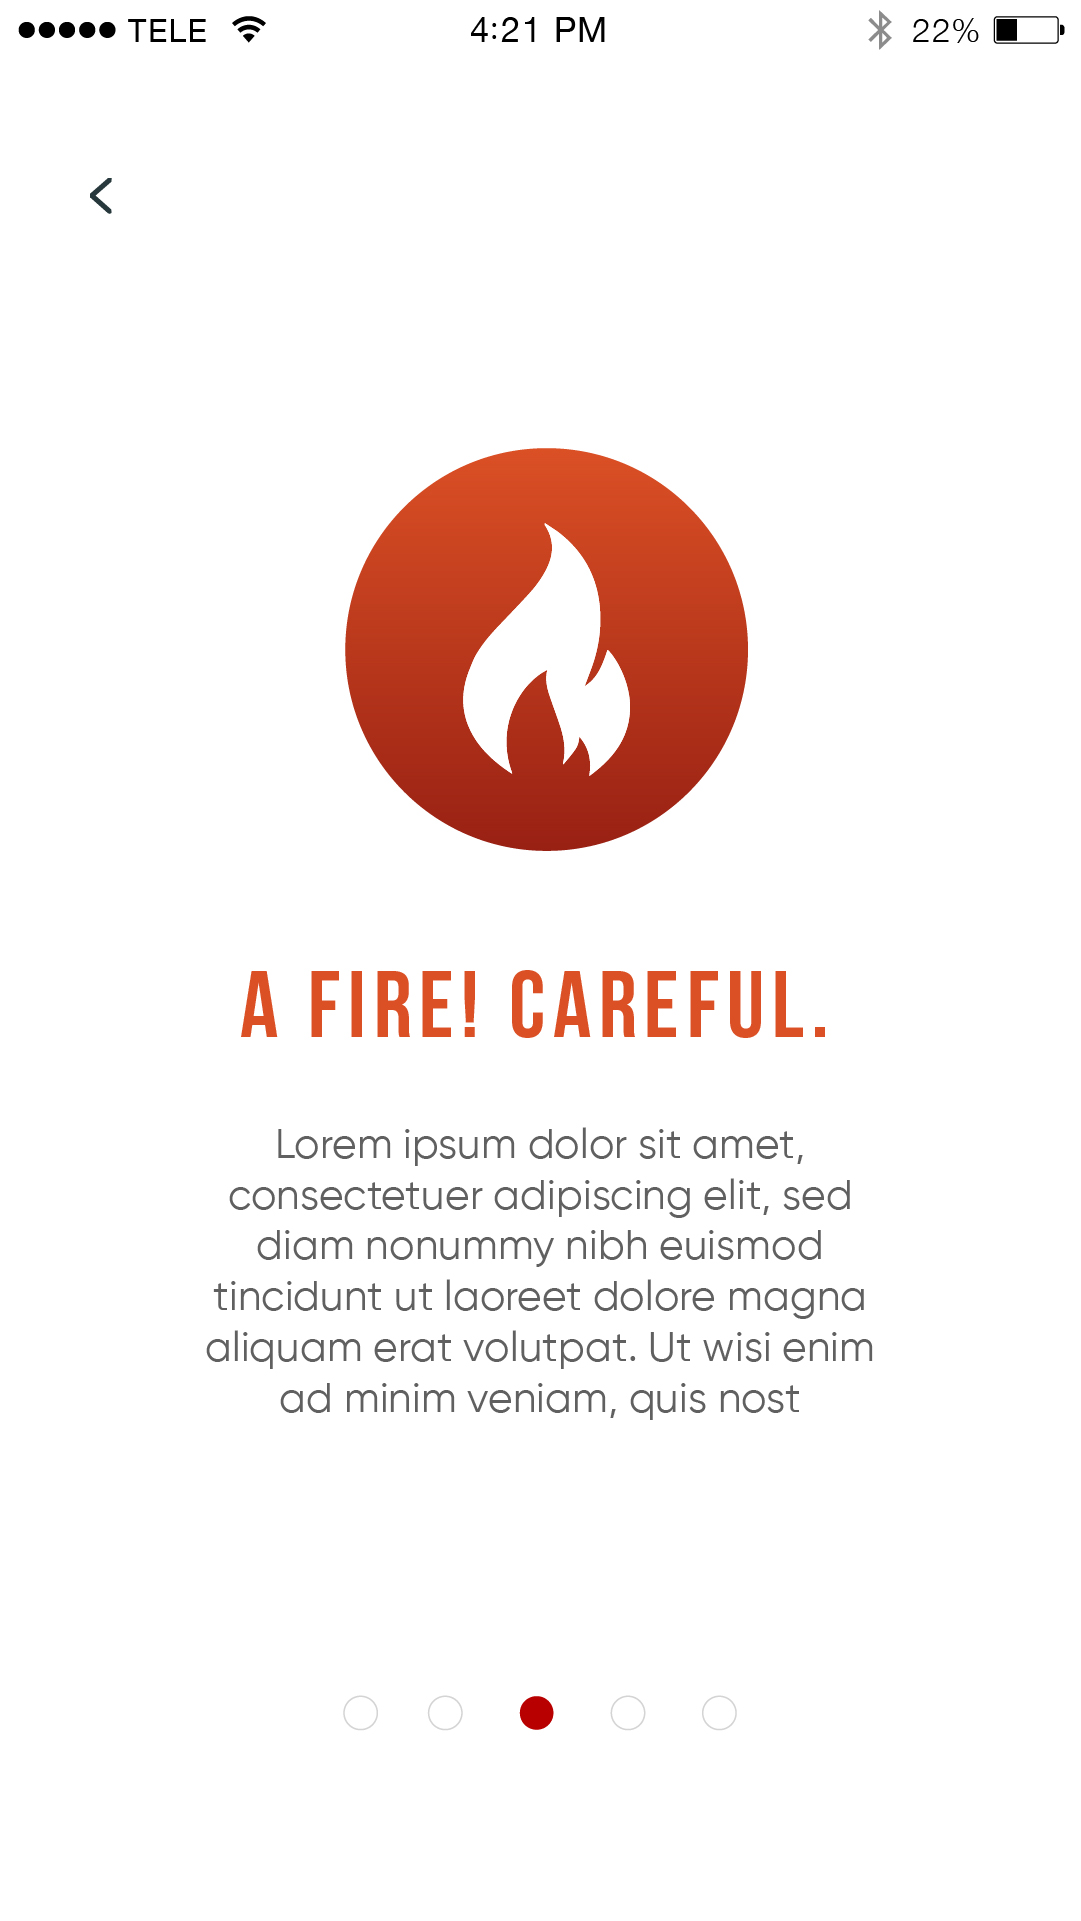 TELE 4:21 PM 22%
A FIRE! CAREFUL.
Lorem ipsum dolor sit amet,
consectetuer adipiscing elit, sed
diam nonummy nibh euismod
tincidunt ut laoreet dolore magna
aliquam erat volutpat. Ut wisi enim
ad minim veniam, quis nost